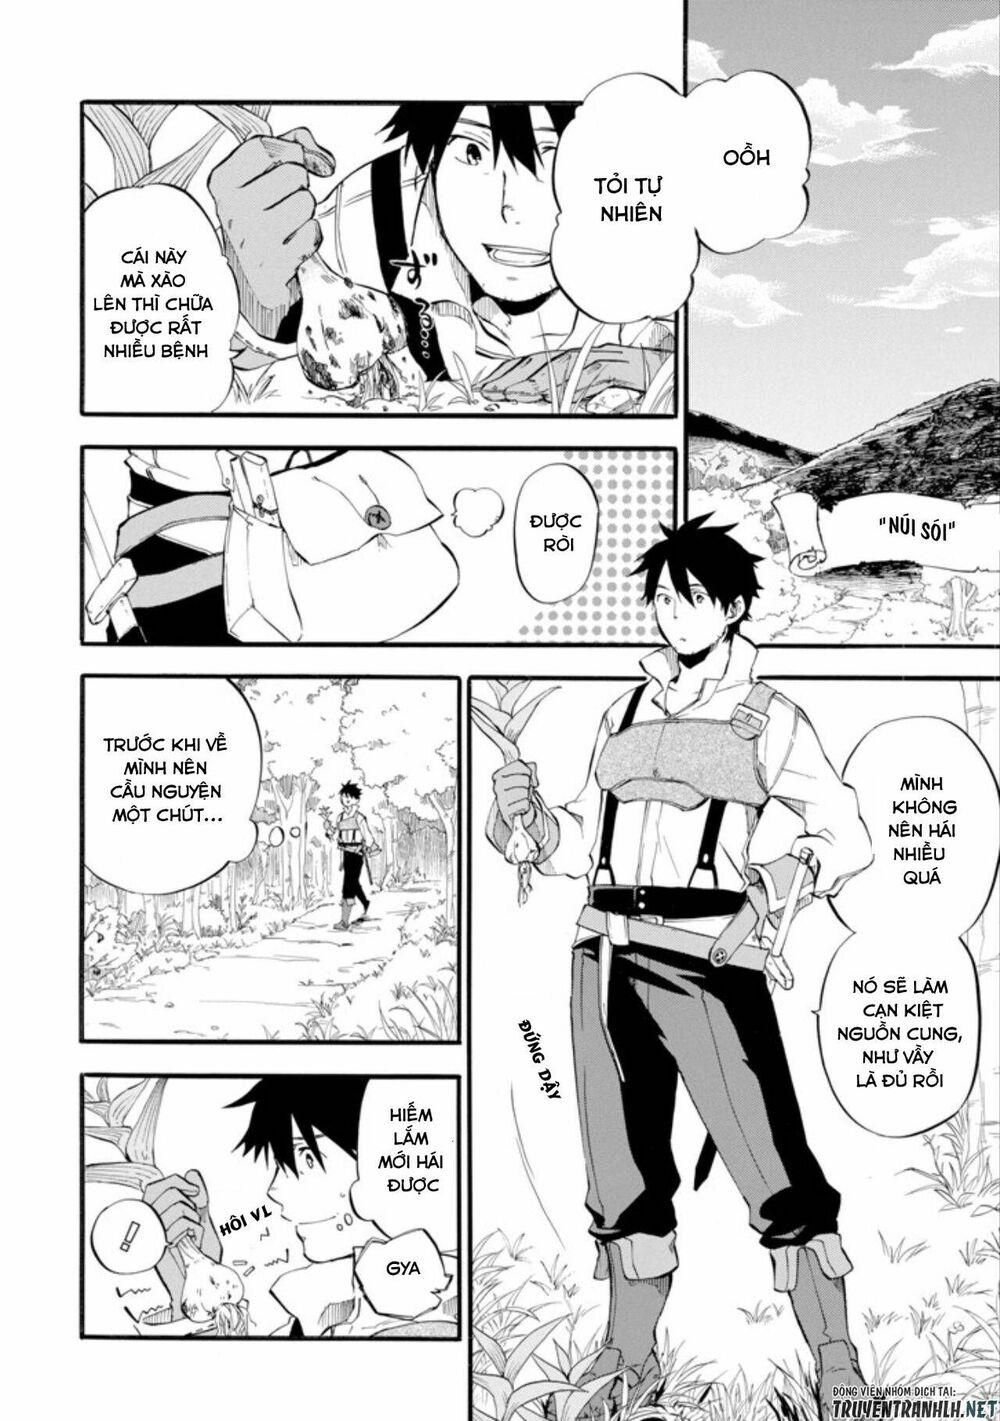 OỒH
TỎI TỰ
NHIÊN
CÁI NÀY
MÀ XÀO
LÊN THÌ CHỮA
ĐƯỢC RẤT
NHIỀU BỆNH
ず～。。。。
"NÚI SÓI"
ĐƯỢC
RỒI
MÌNH
KHÔNG
NÊN HÁI
NHIỀU
QUÁ
NÓ SẼ LÀM
CẠN KIỆT
NGUỒN CUNG,
NHƯ VẦY
LÀ ĐỦ RỒI
ĐỨNG DẬY
TRƯỚC KHI VỀ
MÌNH NÊN
CẦU NGUYỆN
MỘT CHÚT...
HIẾM
LẮM
MỚI HÁI
ĐƯỢC
GYA
HÔI VL
!
ĐỘNG VIÊN NHÓM DỊCH TẠI:
TRUYENTRANHLH.NET